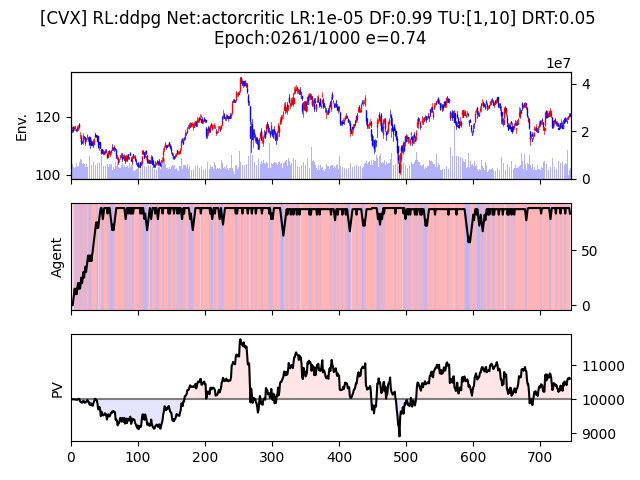 [CVX] RL:ddpg Net:actorcritic LR:1e-05 DF:0.99 TU:[1,10] DRT:0.05
Epoch:0261/1000 e=0.74
1e7
Env.
120
100
4
2
0
Agent
50
0
PV
11000
10000
9000
0 100 200 300 400 500 600 700